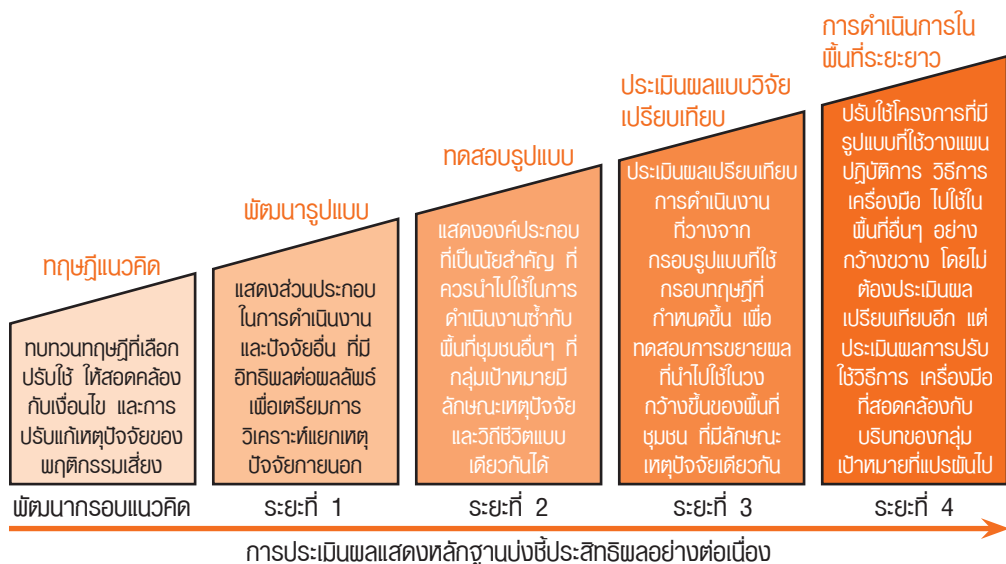 ทฤษฎีแนวคิด
ทบทวนทฤษฎีที่เลือก
ปรับใช้ ให้สอดคล้อง
กับเงื่อนไข และการ
ปรับแก้เหตุปัจจัยของ
พฤติกรรมเสี่ยง
พัฒนากรอบแนวคิด
พัฒนารูปแบบ
แสดงส่วนประกอบ
ในการดำเนินงาน
และปัจจัยอื่น ที่มี
อิทธิพลต่อผลลัพธ์
เพื่อเตรียมการ
วิเคราะห์แยกเหตุ
ปัจจัยภายนอก
ระยะที่ 1
ทดสอบรูปแบบ
แสดงองค์ประกอบ
ที่เป็นนัยสำคัญ ที่
ควรนำไปใช้ในการ
ดำเนินงานซ้ำกับ
พื้นที่ชุมชนอื่นๆ ที่
กลุ่มเป้าหมายมี
ลักษณะเหตุปัจจัย
และวิถีชีวิตแบบ
เดียวกันได้
ระยะที่ 2
ประเมินผลแบบวิจัย
เปรียบเทียบ
ประเมินผลเปรียบเทียบ
การดำเนินงาน
ที่วางจาก
กรอบรูปแบบที่ใช้
กรอบทฤษฎีที่
กำหนดขึ้น เพื่อ
ทดสอบการขยายผล
ที่นำไปใช้ในวง
กว้างขึ้นของพื้นที่
ชุมชน ที่มีลักษณะ
เหตุปัจจัยเดียวกัน
ระยะที่ 3
การดำเนินการใน
พื้นที่ระยะยาว
ปรับใช้โครงการที่มี
รูปแบบที่ใช้วางแผน
ปฏิบัติการ วิธีการ
เครื่องมือ ไปใช้ใน
พื้นที่อื่นๆ อย่าง
กว้างขวาง โดยไม่
ต้องประเมินผล
เปรียบเทียบอีก แต่
ประเมินผลการปรับ
ใช้วิธีการ เครื่องมือ
ที่สอดคล้องกับ
บริบทของกลุ่ม
เป้าหมายที่แปรผันไป
ระยะที่ 4
การประเมินผลแสดงหลักฐานบ่งชี้ประสิทธิผลอย่างต่อเนื่อง